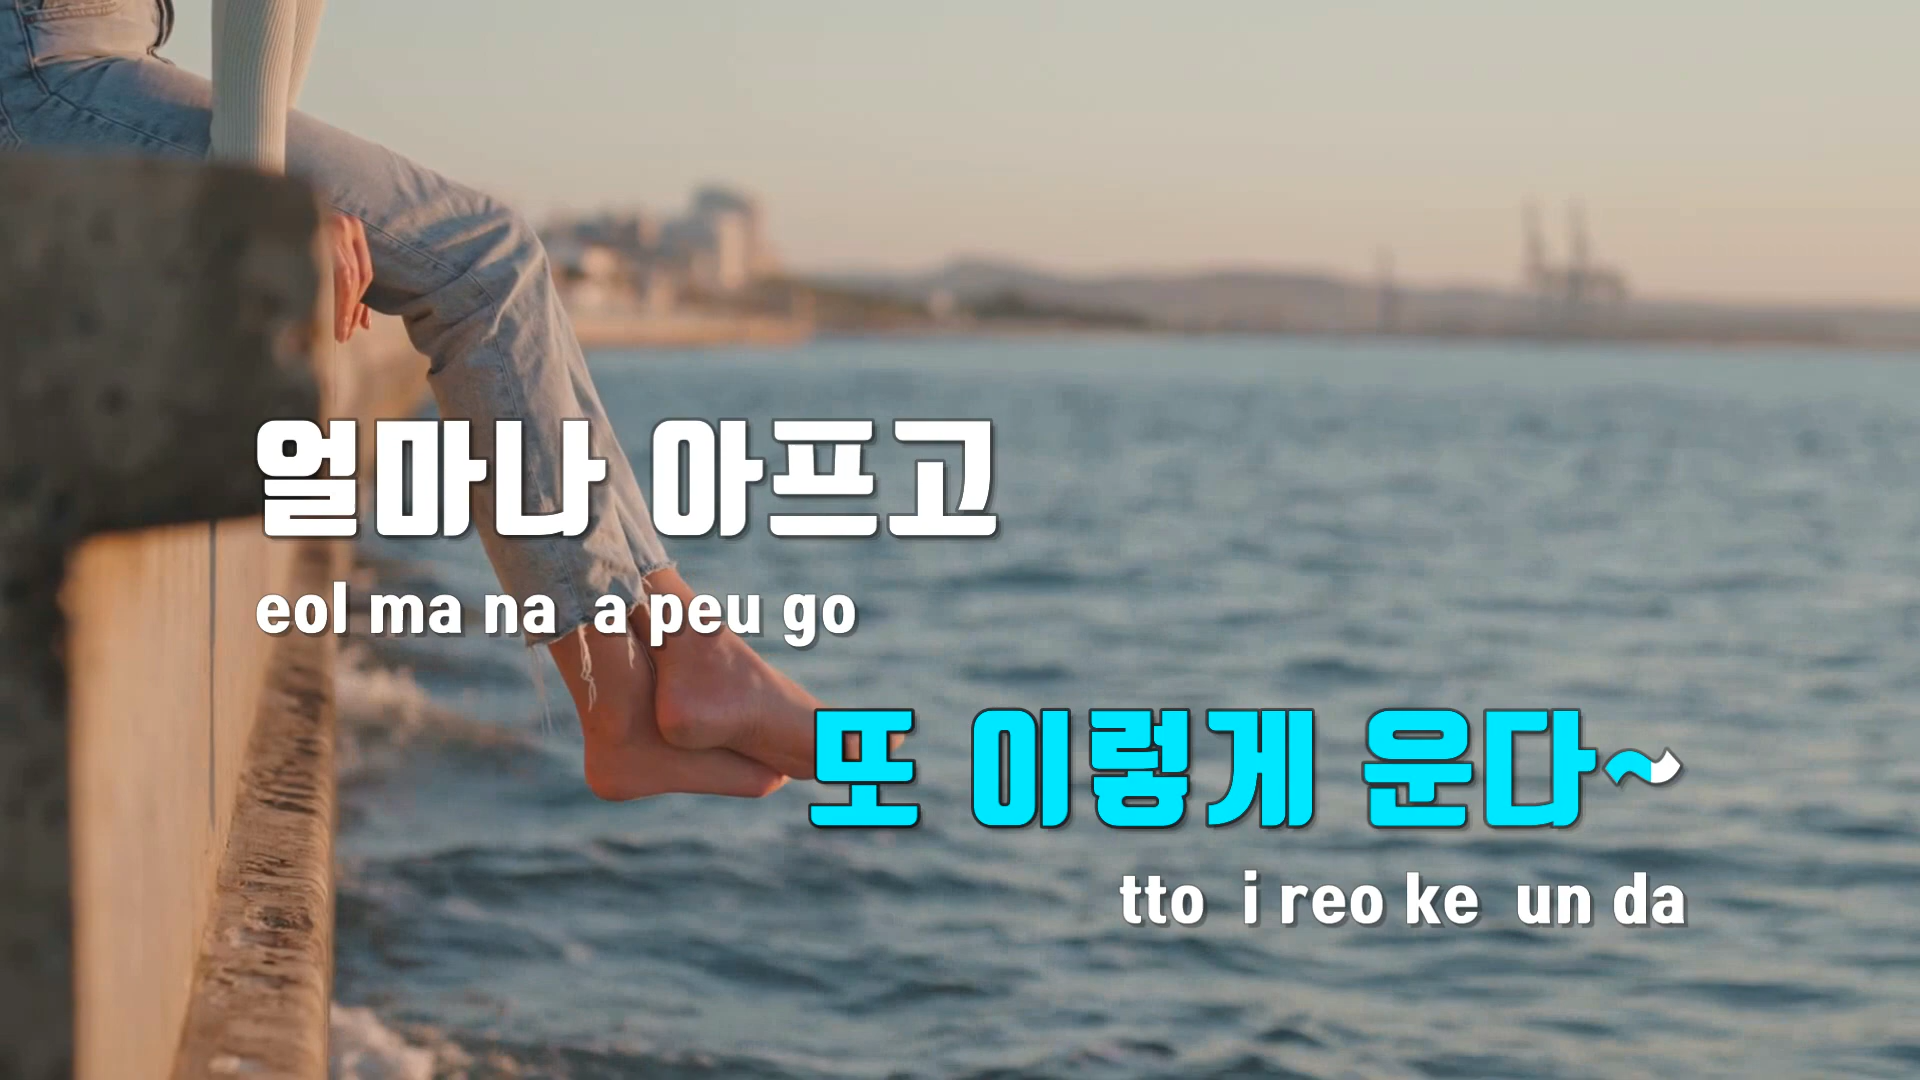 얼마나 아프고
eol ma na a peu go
또 이렇게 운다~
tto i reo ke un da